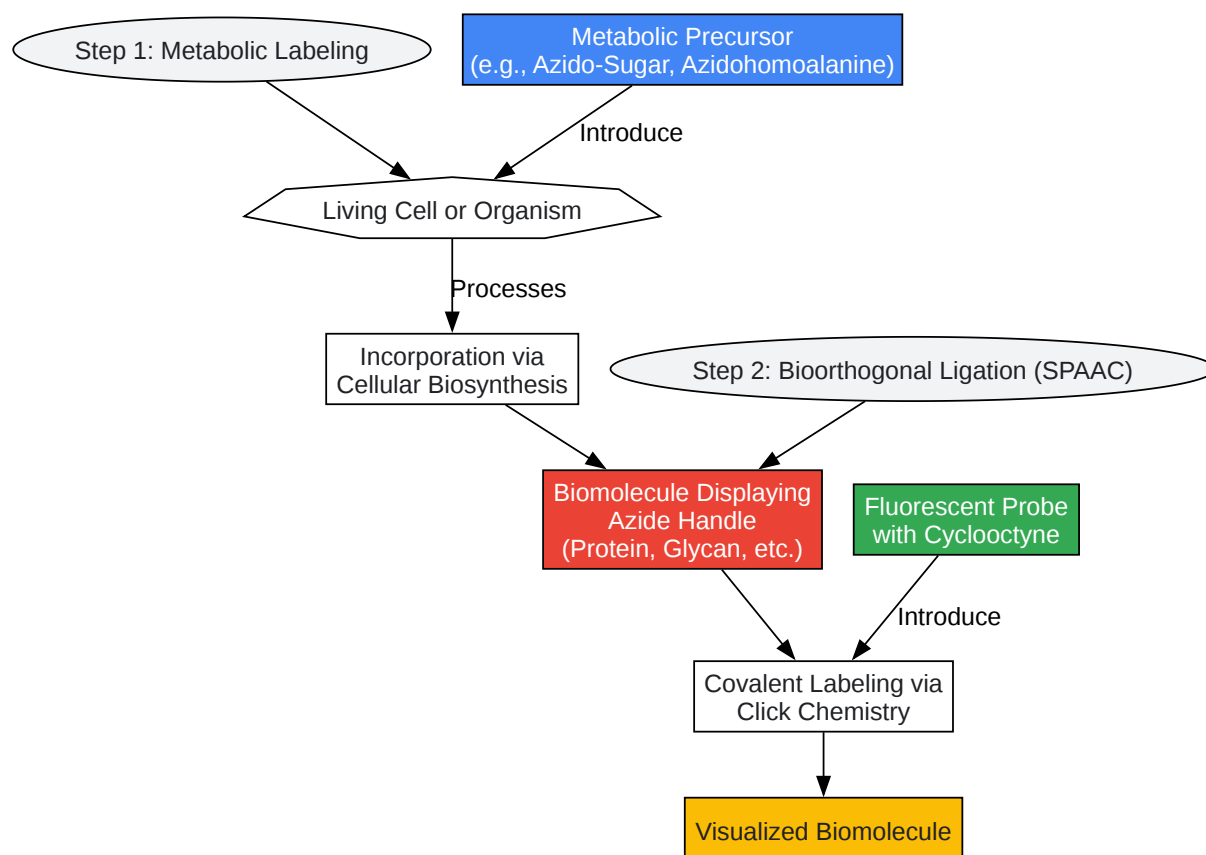 Step 1: Metabolic Labeling
Metabolic Precursor
(e.g., Azido-Sugar, Azidohomoalanine)
Introduce
Living Cell or Organism
Processes
Incorporation via
Cellular Biosynthesis
Step 2: Bioorthogonal Ligation (SPAAC)
Biomolecule Displaying
Azide Handle
(Protein, Glycan, etc.)
Fluorescent Probe
with Cyclooctyne
Introduce
Covalent Labeling via
Click Chemistry
Visualized Biomolecule